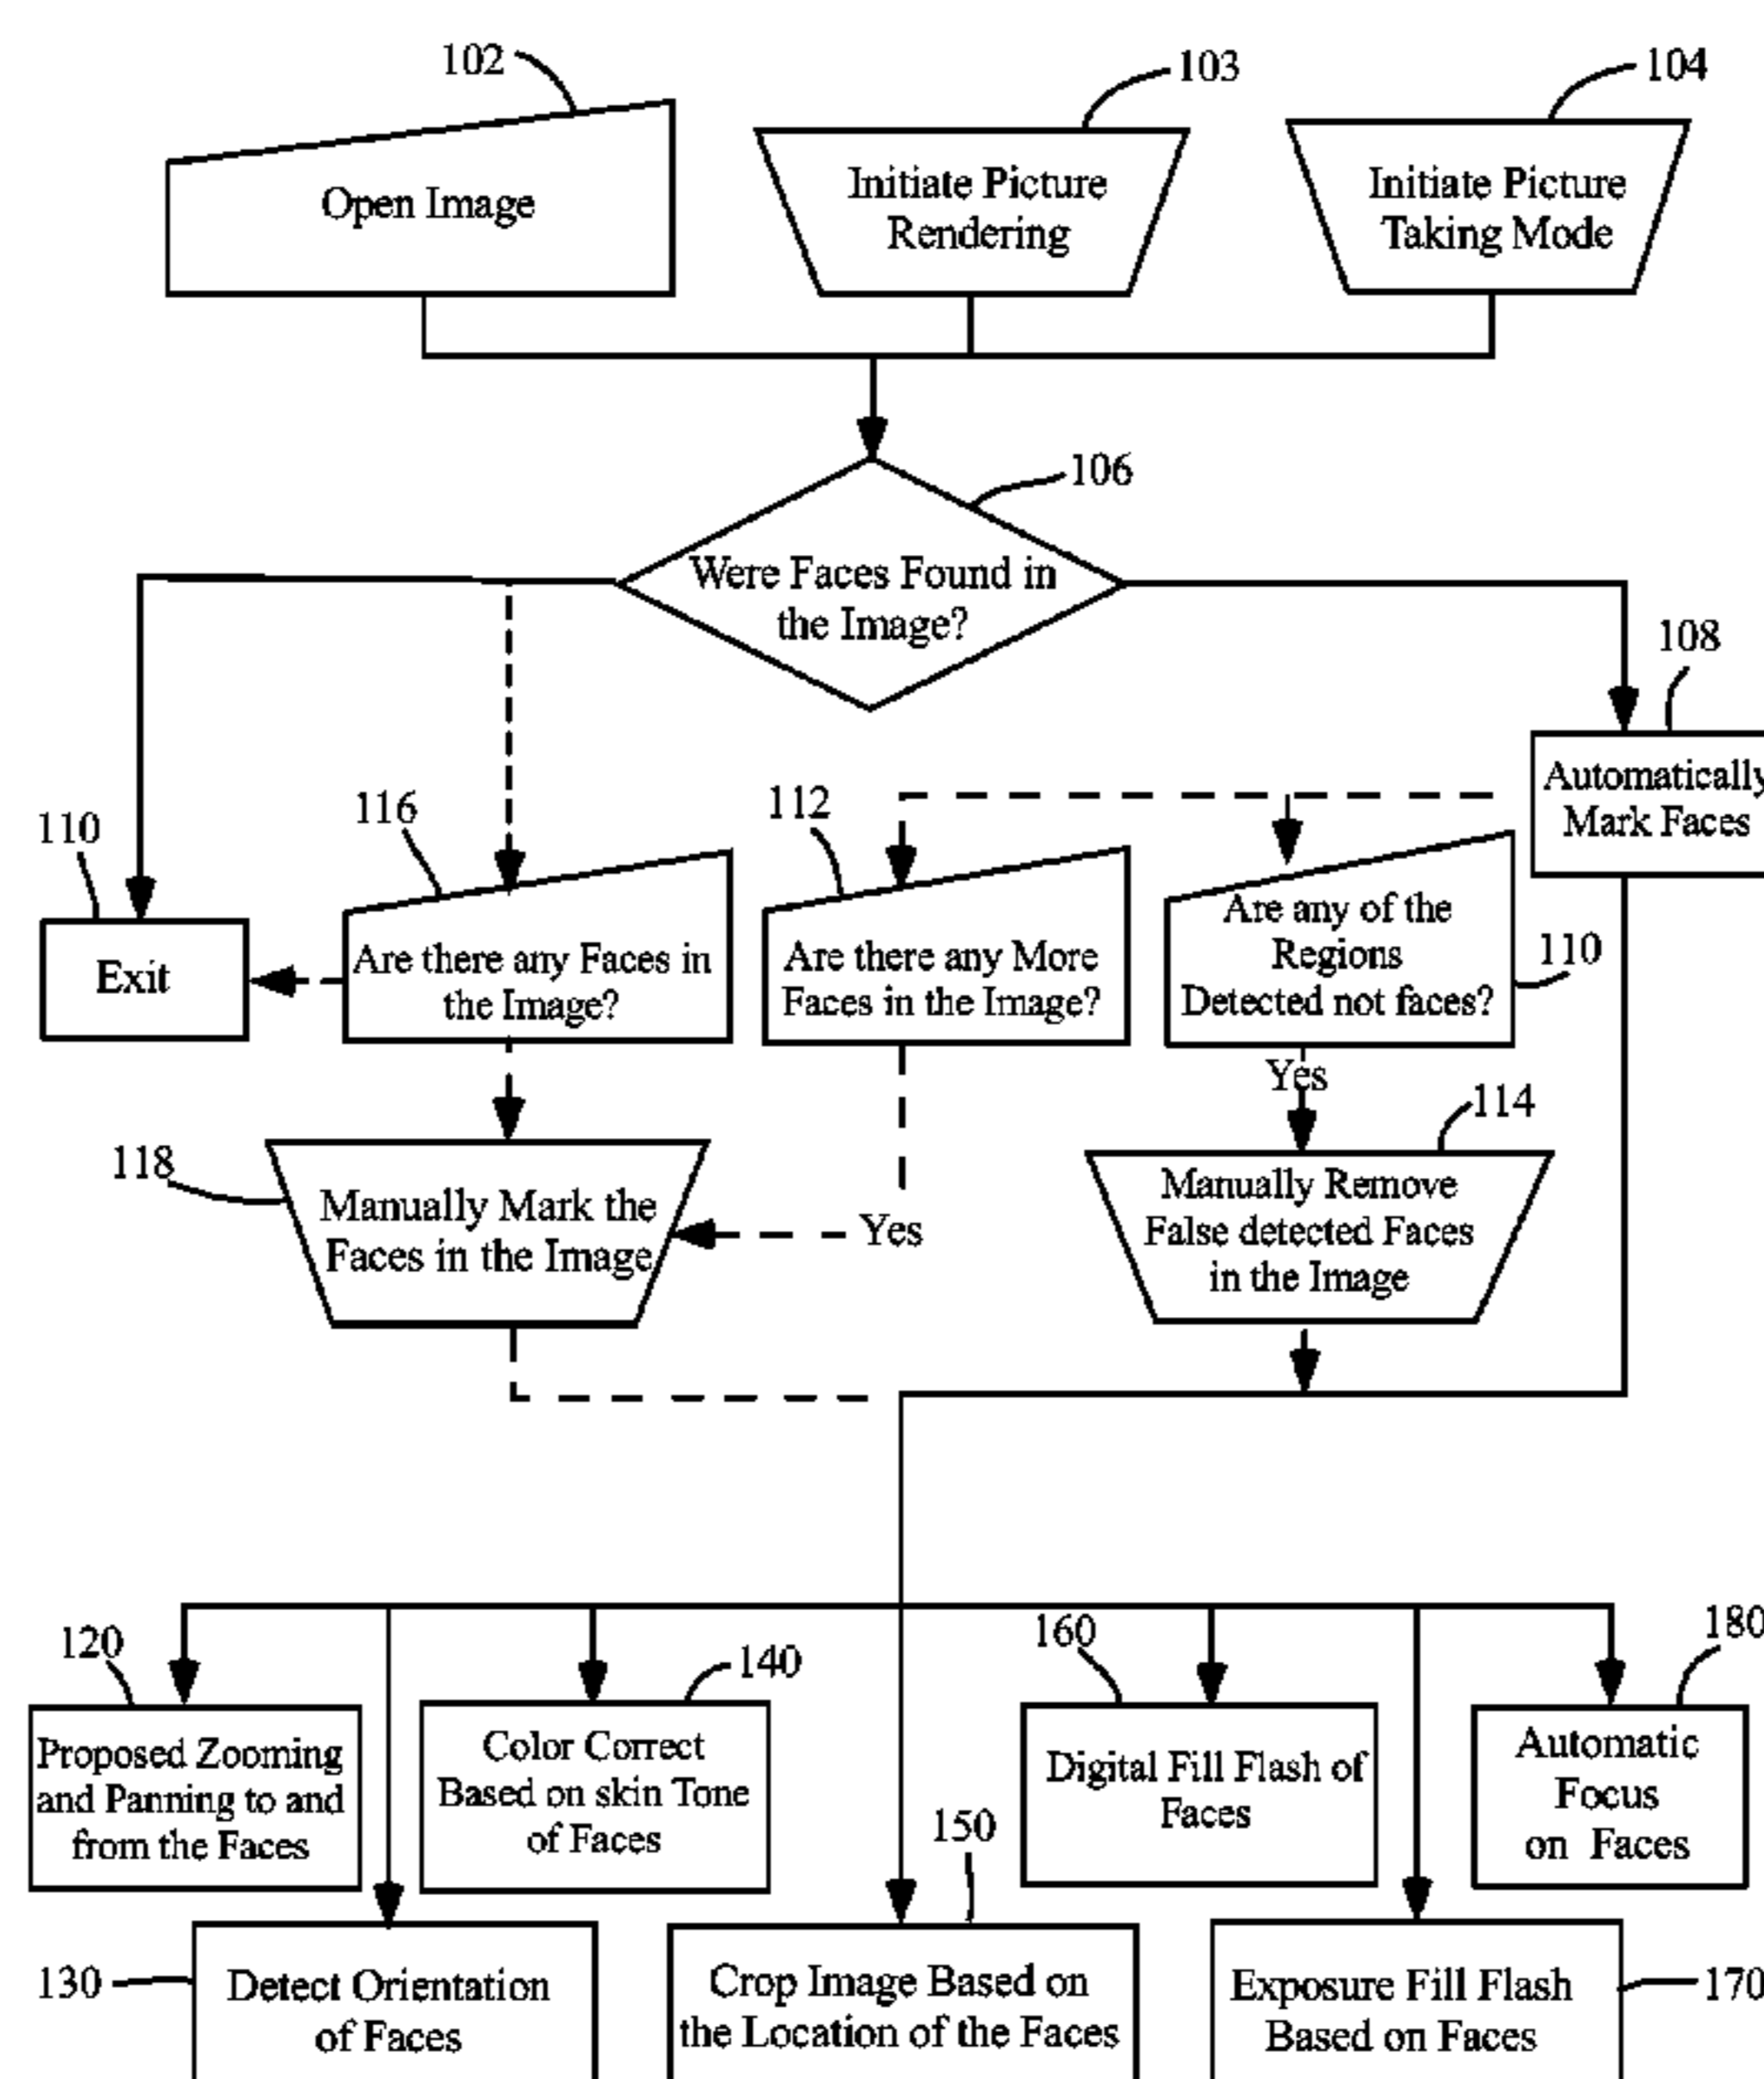 102
103
104
Open Image
Initiate Picture
Rendering
Initiate Picture
Taking Mode
106
Were Faces Found in
the Image?
108
Automatically
Mark Faces
110
116
112
Exit
Are there any Faces in
the Image?
Are there any More
Faces in the Image?
Are any of the
Regions
Detected not faces?
110
Yes
114
118
Manually Mark the
Faces in the Image
Yes
Manually Remove
False detected Faces
in the Image
120
140
160
180
Proposed Zooming
and Panning to and
from the Faces
Color Correct
Based on skin Tone
of Faces
150
Digital Fill Flash of
Faces
Automatic
Focus
on Faces
130
Detect Orientation
of Faces
Crop Image Based on
the Location of the Faces
Exposure Fill Flash
Based on Faces
170